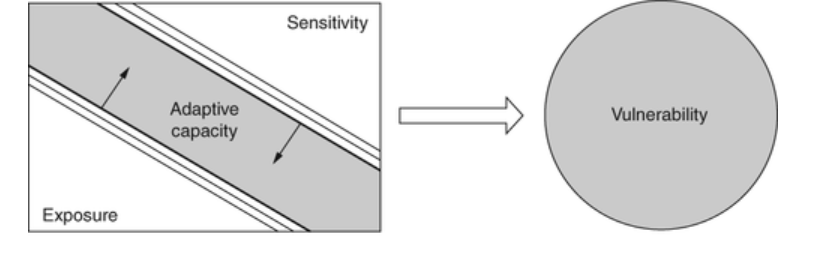 Sensitivity
Adaptive
capacity
Exposure
Vulnerability